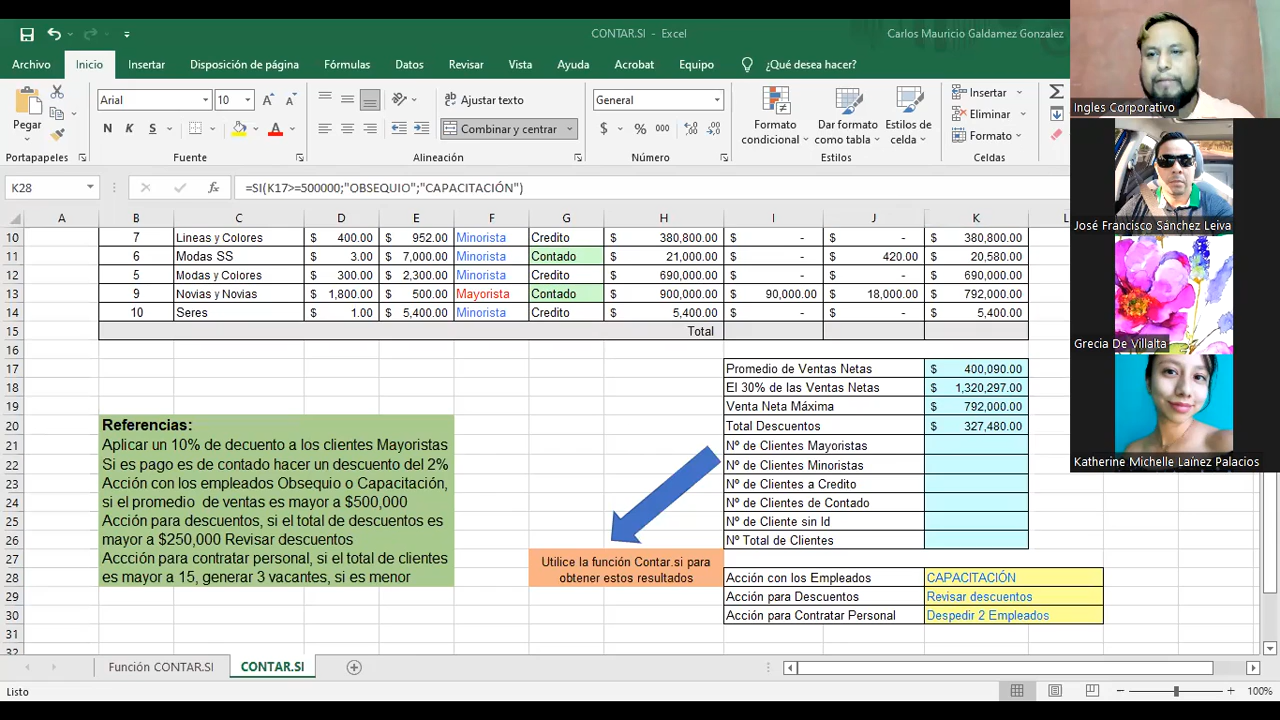 CONTAR.SI - Excel
Carlos Mauricio Galdamez Gonzalez
Archivo Inicio Insertar Disposición de página Fórmulas Datos Revisar Vista Ayuda Acrobat Equipo ¿Qué desea hacer?
Pegar
Arial 10
N K S
Ajustar texto
Combinar y centrar
General
$ % 000
Formato condicional
Dar formato como tabla
Estilos de celda
Insertar
Eliminar
Formato
Portapapeles Fuente Alineación Número Estilos Celdas
K28 fx =SI(K17>=500000;"OBSEQUIO";"CAPACITACIÓN")
A B C D E F G H I J K L
10 7 Lineas y Colores $ 400.00 $ 952.00 Minorista Credito $ 380,800.00 $ - $ - $ 380,800.00
11 6 Modas SS $ 3.00 $ 7,000.00 Minorista Contado $ 21,000.00 $ - $ 420.00 $ 20,580.00
12 5 Modas y Colores $ 300.00 $ 2,300.00 Minorista Credito $ 690,000.00 $ - $ - $ 690,000.00
13 9 Novias y Novias $ 1,800.00 $ 500.00 Mayorista Contado $ 900,000.00 $ 90,000.00 $ 18,000.00 $ 792,000.00
14 10 Seres $ 1.00 $ 5,400.00 Minorista Credito $ 5,400.00 $ - $ - $ 5,400.00
15 Total
16
17 Promedio de Ventas Netas $ 400,090.00
18 El 30% de las Ventas Netas $ 1,320,297.00
19 Venta Neta Máxima $ 792,000.00
20 Total Descuentos $ 327,480.00
21 Nº de Clientes Mayoristas
22 Nº de Clientes Minoristas
23 Nº de Clientes a Credito
24 Nº de Clientes de Contado
25 Nº de Cliente sin Id
26 Nº Total de Clientes
27
28 Acción con los Empleados CAPACITACIÓN
29 Acción para Descuentos Revisar descuentos
30 Acción para Contratar Personal Despedir 2 Empleados
31
32
Referencias:
Aplicar un 10% de decuento a los clientes Mayoristas
Si es pago es de contado hacer un descuento del 2%
Acción con los empleados Obsequio o Capacitación,
si el promedio de ventas es mayor a $500,000
Acción para descuentos, si el total de descuentos es
mayor a $250,000 Revisar descuentos
Accción para contratar personal, si el total de clientes
es mayor a 15, generar 3 vacantes, si es menor
Utilice la función Contar.si para
obtener estos resultados
Función CONTAR.SI CONTAR.SI
Listo
100%
Ingles Corporativo
José Francisco Sánchez Leiva
Grecia De Villalta
Katherine Michelle Laínez Palacios